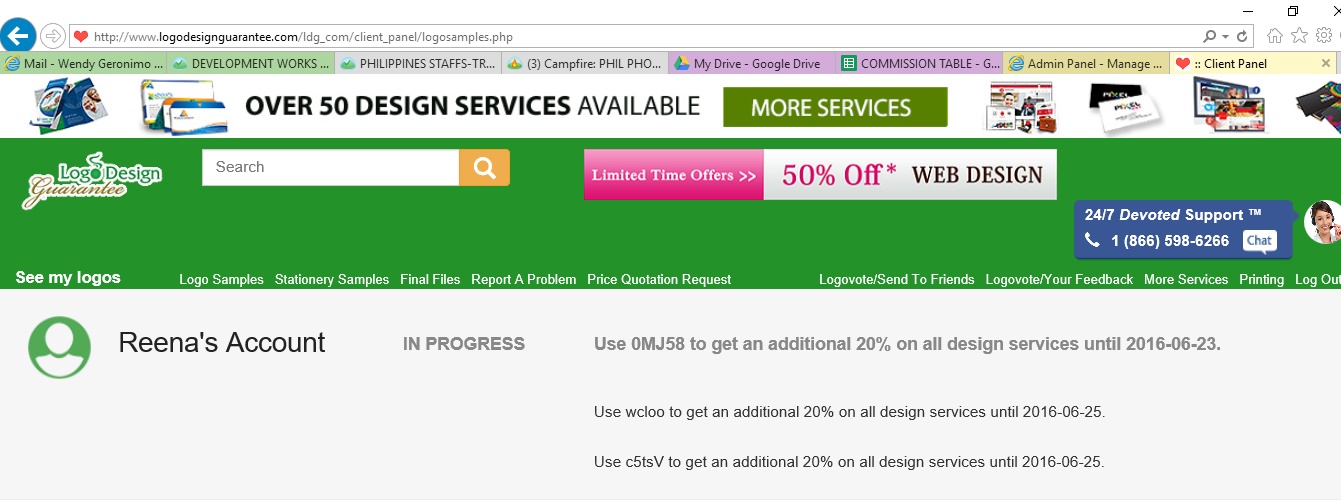 http://www.logodesignguarantee.com/ldg_com/client_panel/logosamples.php
Mail - Wendy Geronimo ... DEVELOPMENT WORKS ... PHILIPPINES STAFFS-TR... (3) Campfire: PHIL PHO... My Drive - Google Drive COMMISSION TABLE - G... Admin Panel - Manage ... :: Client Panel
OVER 50 DESIGN SERVICES AVAILABLE MORE SERVICES
Logo Design
Guarantee
Search
Limited Time Offers >> 50% Off* WEB DESIGN
24/7 Devoted Support ™
1 (866) 598-6266 Chat
See my logos Logo Samples Stationery Samples Final Files Report A Problem Price Quotation Request Logovote/Send To Friends Logovote/Your Feedback More Services Printing Log Out
Reena's Account IN PROGRESS Use 0MJ58 to get an additional 20% on all design services until 2016-06-23.
Use wcloo to get an additional 20% on all design services until 2016-06-25.
Use c5tsV to get an additional 20% on all design services until 2016-06-25.